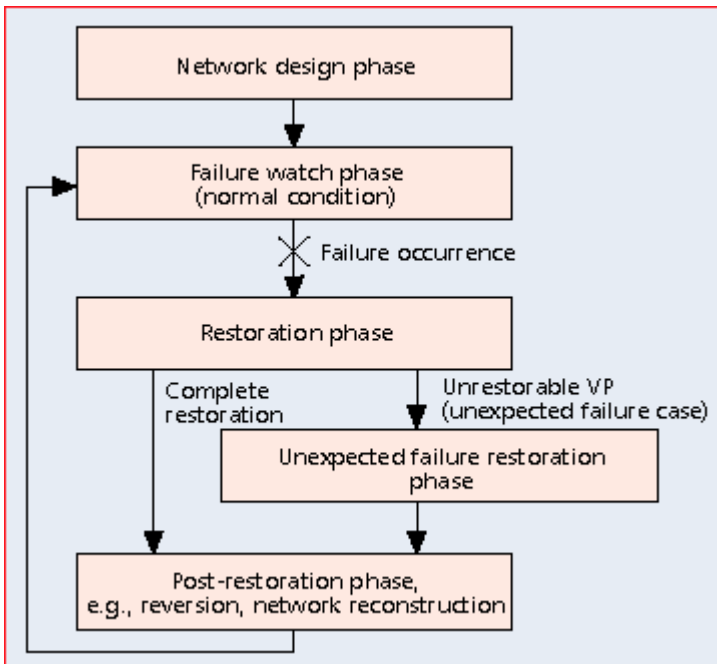 Network design phase
Failure watch phase
(normal condition)
Failure occurrence
Restoration phase
Complete
restoration
Unrestorable VP
(unexpected failure case)
Unexpected failure restoration
phase
Post-restoration phase,
e.g., reversion, network reconstruction